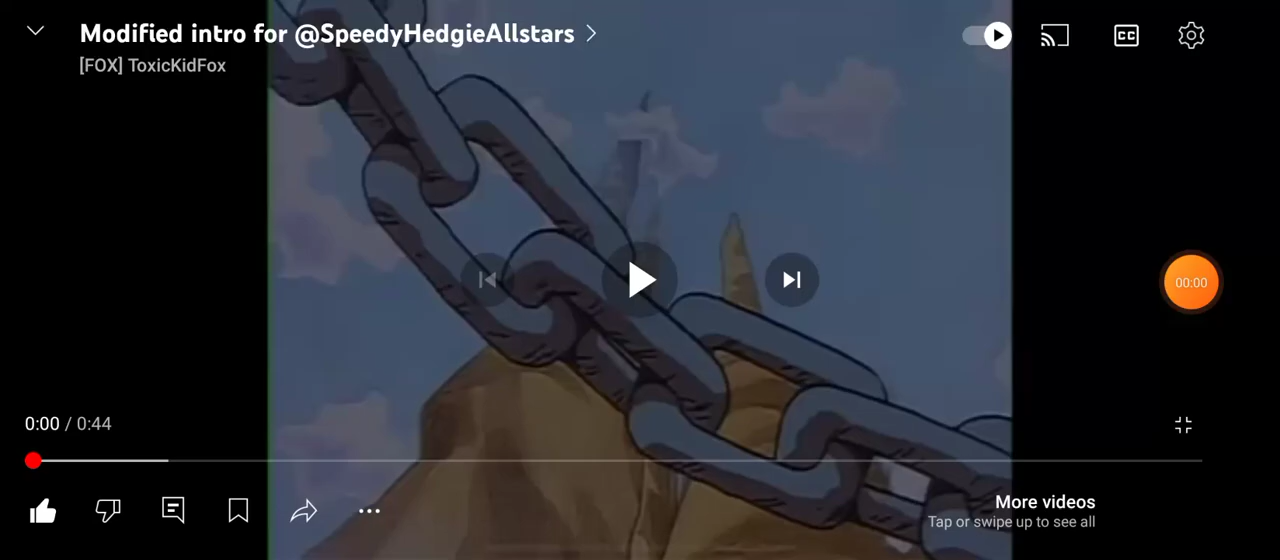 Modified intro for @SpeedyHedgieAllstars
[FOX] ToxicKidFox
CC
00:00
0:00 / 0:44
More videos
Tap or swipe up to see all